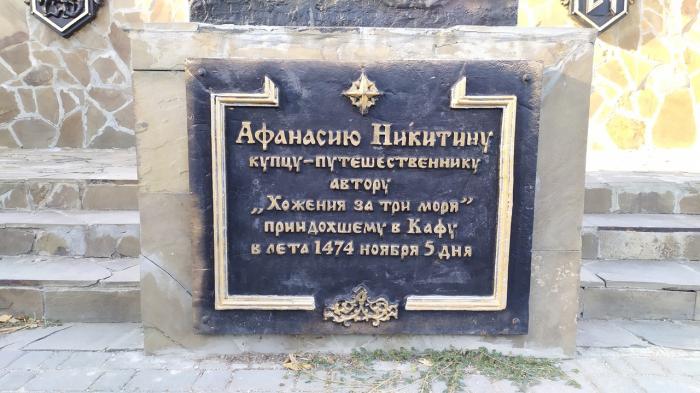 Афанасию Никитину
купцу-путешественнику
автору
„Хожения за три моря"
приидохшему в Кафу
в лета 1474 ноября 5 дня